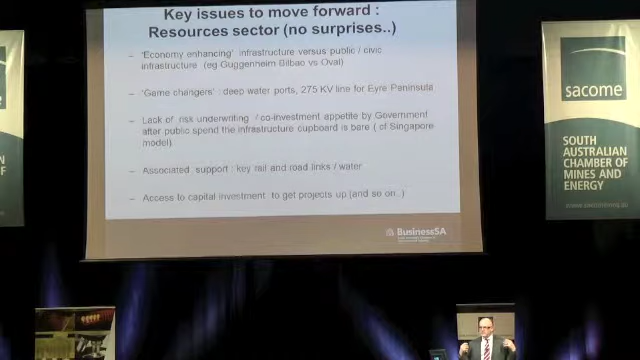 Key issues to move forward :
Resources sector (no surprises..)
– 'Economy enhancing' infrastructure versus public / civic
infrastructure (eg Guggenheim Bilbao vs Oval)
– 'Game changers' : deep water ports, 275 KV line for Eyre Peninsula
– Lack of risk underwriting / co-investment appetite by Government
after public spend the infrastructure cupboard is bare ( cf Singapore
model)
– Associated support : key rail and road links / water
– Access to capital investment to get projects up (and so on..)
BusinessSA
sacome
SOUTH
AUSTRALIAN
CHAMBER OF
MINES AND
ENERGY